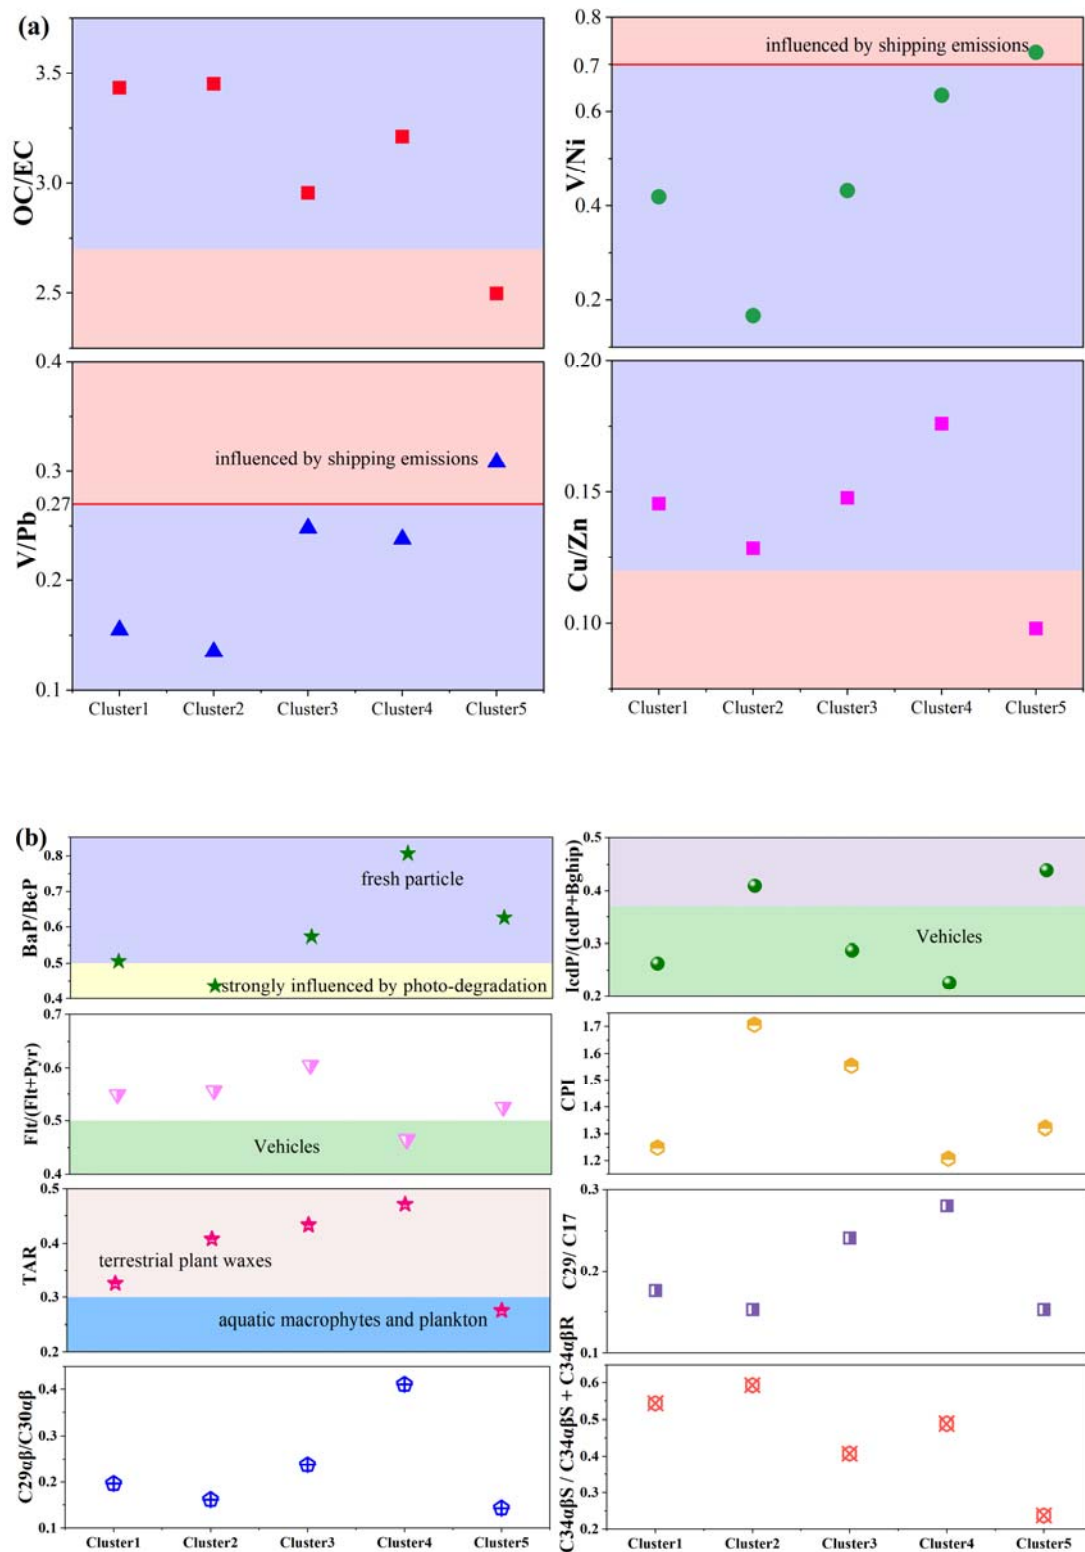 (a)
OC/EC
3.5
3.0
2.5
V/Ni
0.8
0.7
0.6
0.4
0.2
influenced by shipping emissions
V/Pb
0.4
0.3
0.27
0.2
0.1
influenced by shipping emissions
Cluster1 Cluster2 Cluster3 Cluster4 Cluster5
Cu/Zn
0.20
0.15
0.10
Cluster1 Cluster2 Cluster3 Cluster4 Cluster5
(b)
BaP/BeP
0.8
0.7
0.6
0.5
0.4
fresh particle
strongly influenced by photo-degradation
IcdP/(IcdP+Bghip)
0.5
0.4
0.3
0.2
Vehicles
Flt/(Flt+Pyr)
0.7
0.6
0.5
0.4
Vehicles
CPI
1.7
1.6
1.5
1.4
1.3
1.2
TAR
0.5
0.4
0.3
0.2
terrestrial plant waxes
aquatic macrophytes and plankton
C29/ C17
0.3
0.2
0.1
C29αβ/C30αβ
0.4
0.3
0.2
0.1
Cluster1 Cluster2 Cluster3 Cluster4 Cluster5
C34αβS / C34αβS + C34αβR
0.6
0.5
0.4
0.3
0.2
Cluster1 Cluster2 Cluster3 Cluster4 Cluster5